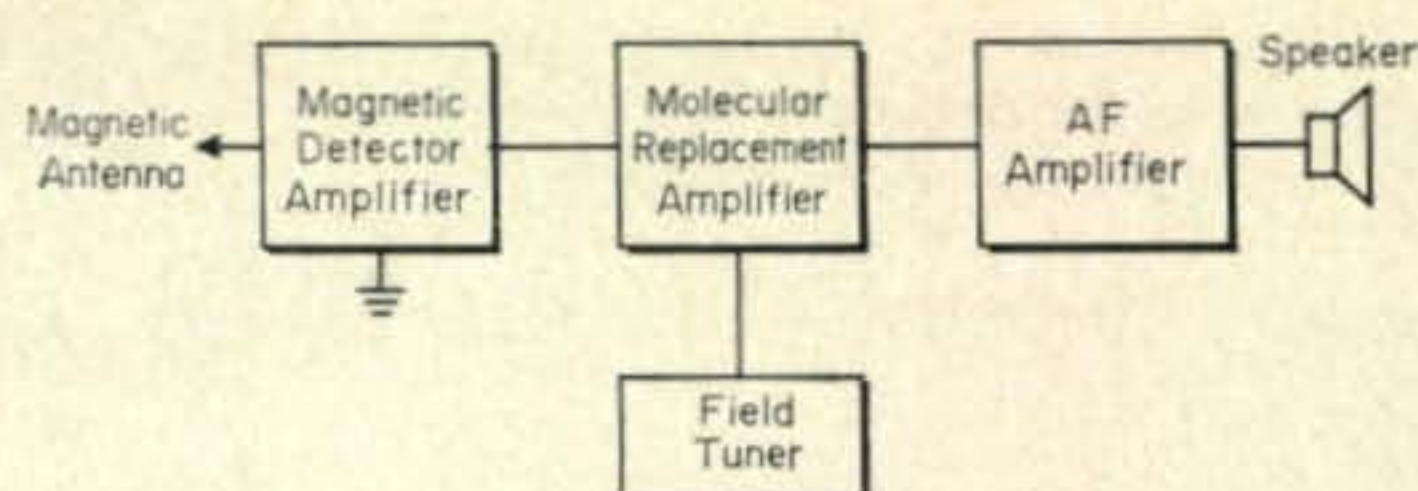 Magnetic
Antenna
Magnetic
Detector
Amplifier
Molecular
Replacement
Amplifier
AF
Amplifier
Speaker
Field
Tuner